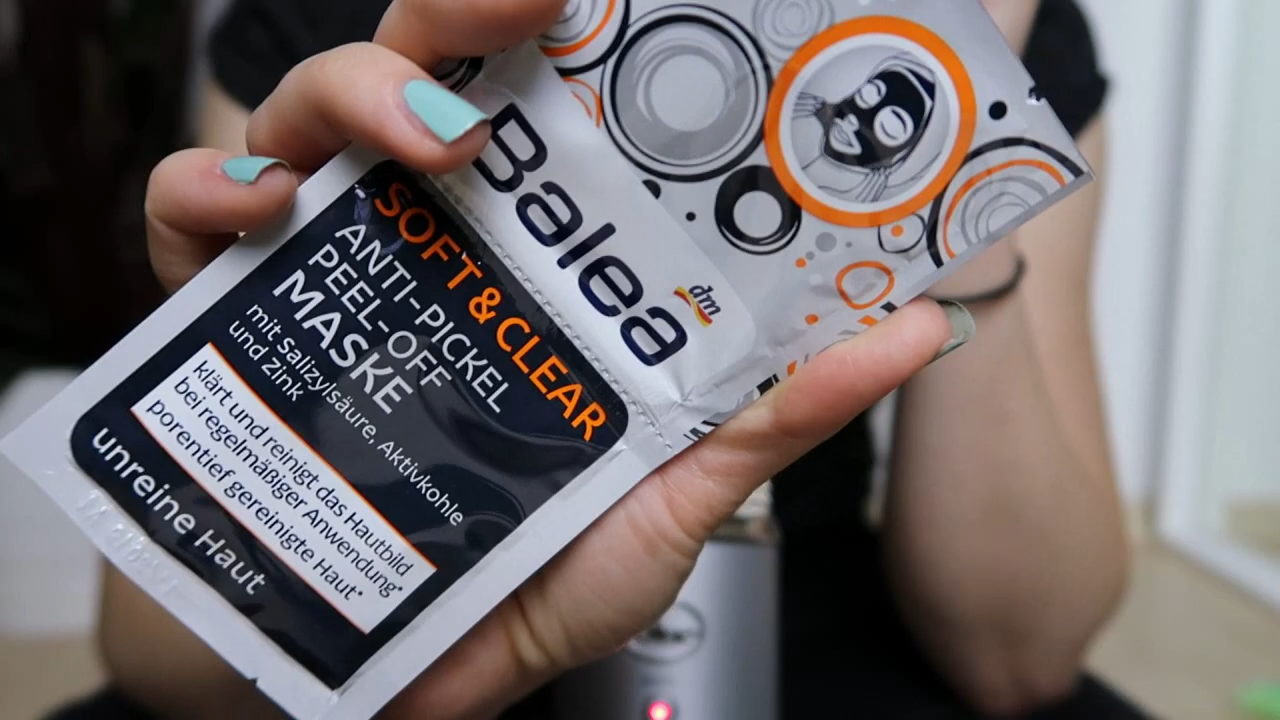 Balea
dm
SOFT & CLEAR
ANTI-PICKEL
PEEL-OFF
MASKE
mit Salizylsäure, Aktivkohle
und Zink
klärt und reinigt das Hautbild
bei regelmäßiger Anwendung*
porentief gereinigte Haut*
unreine Haut